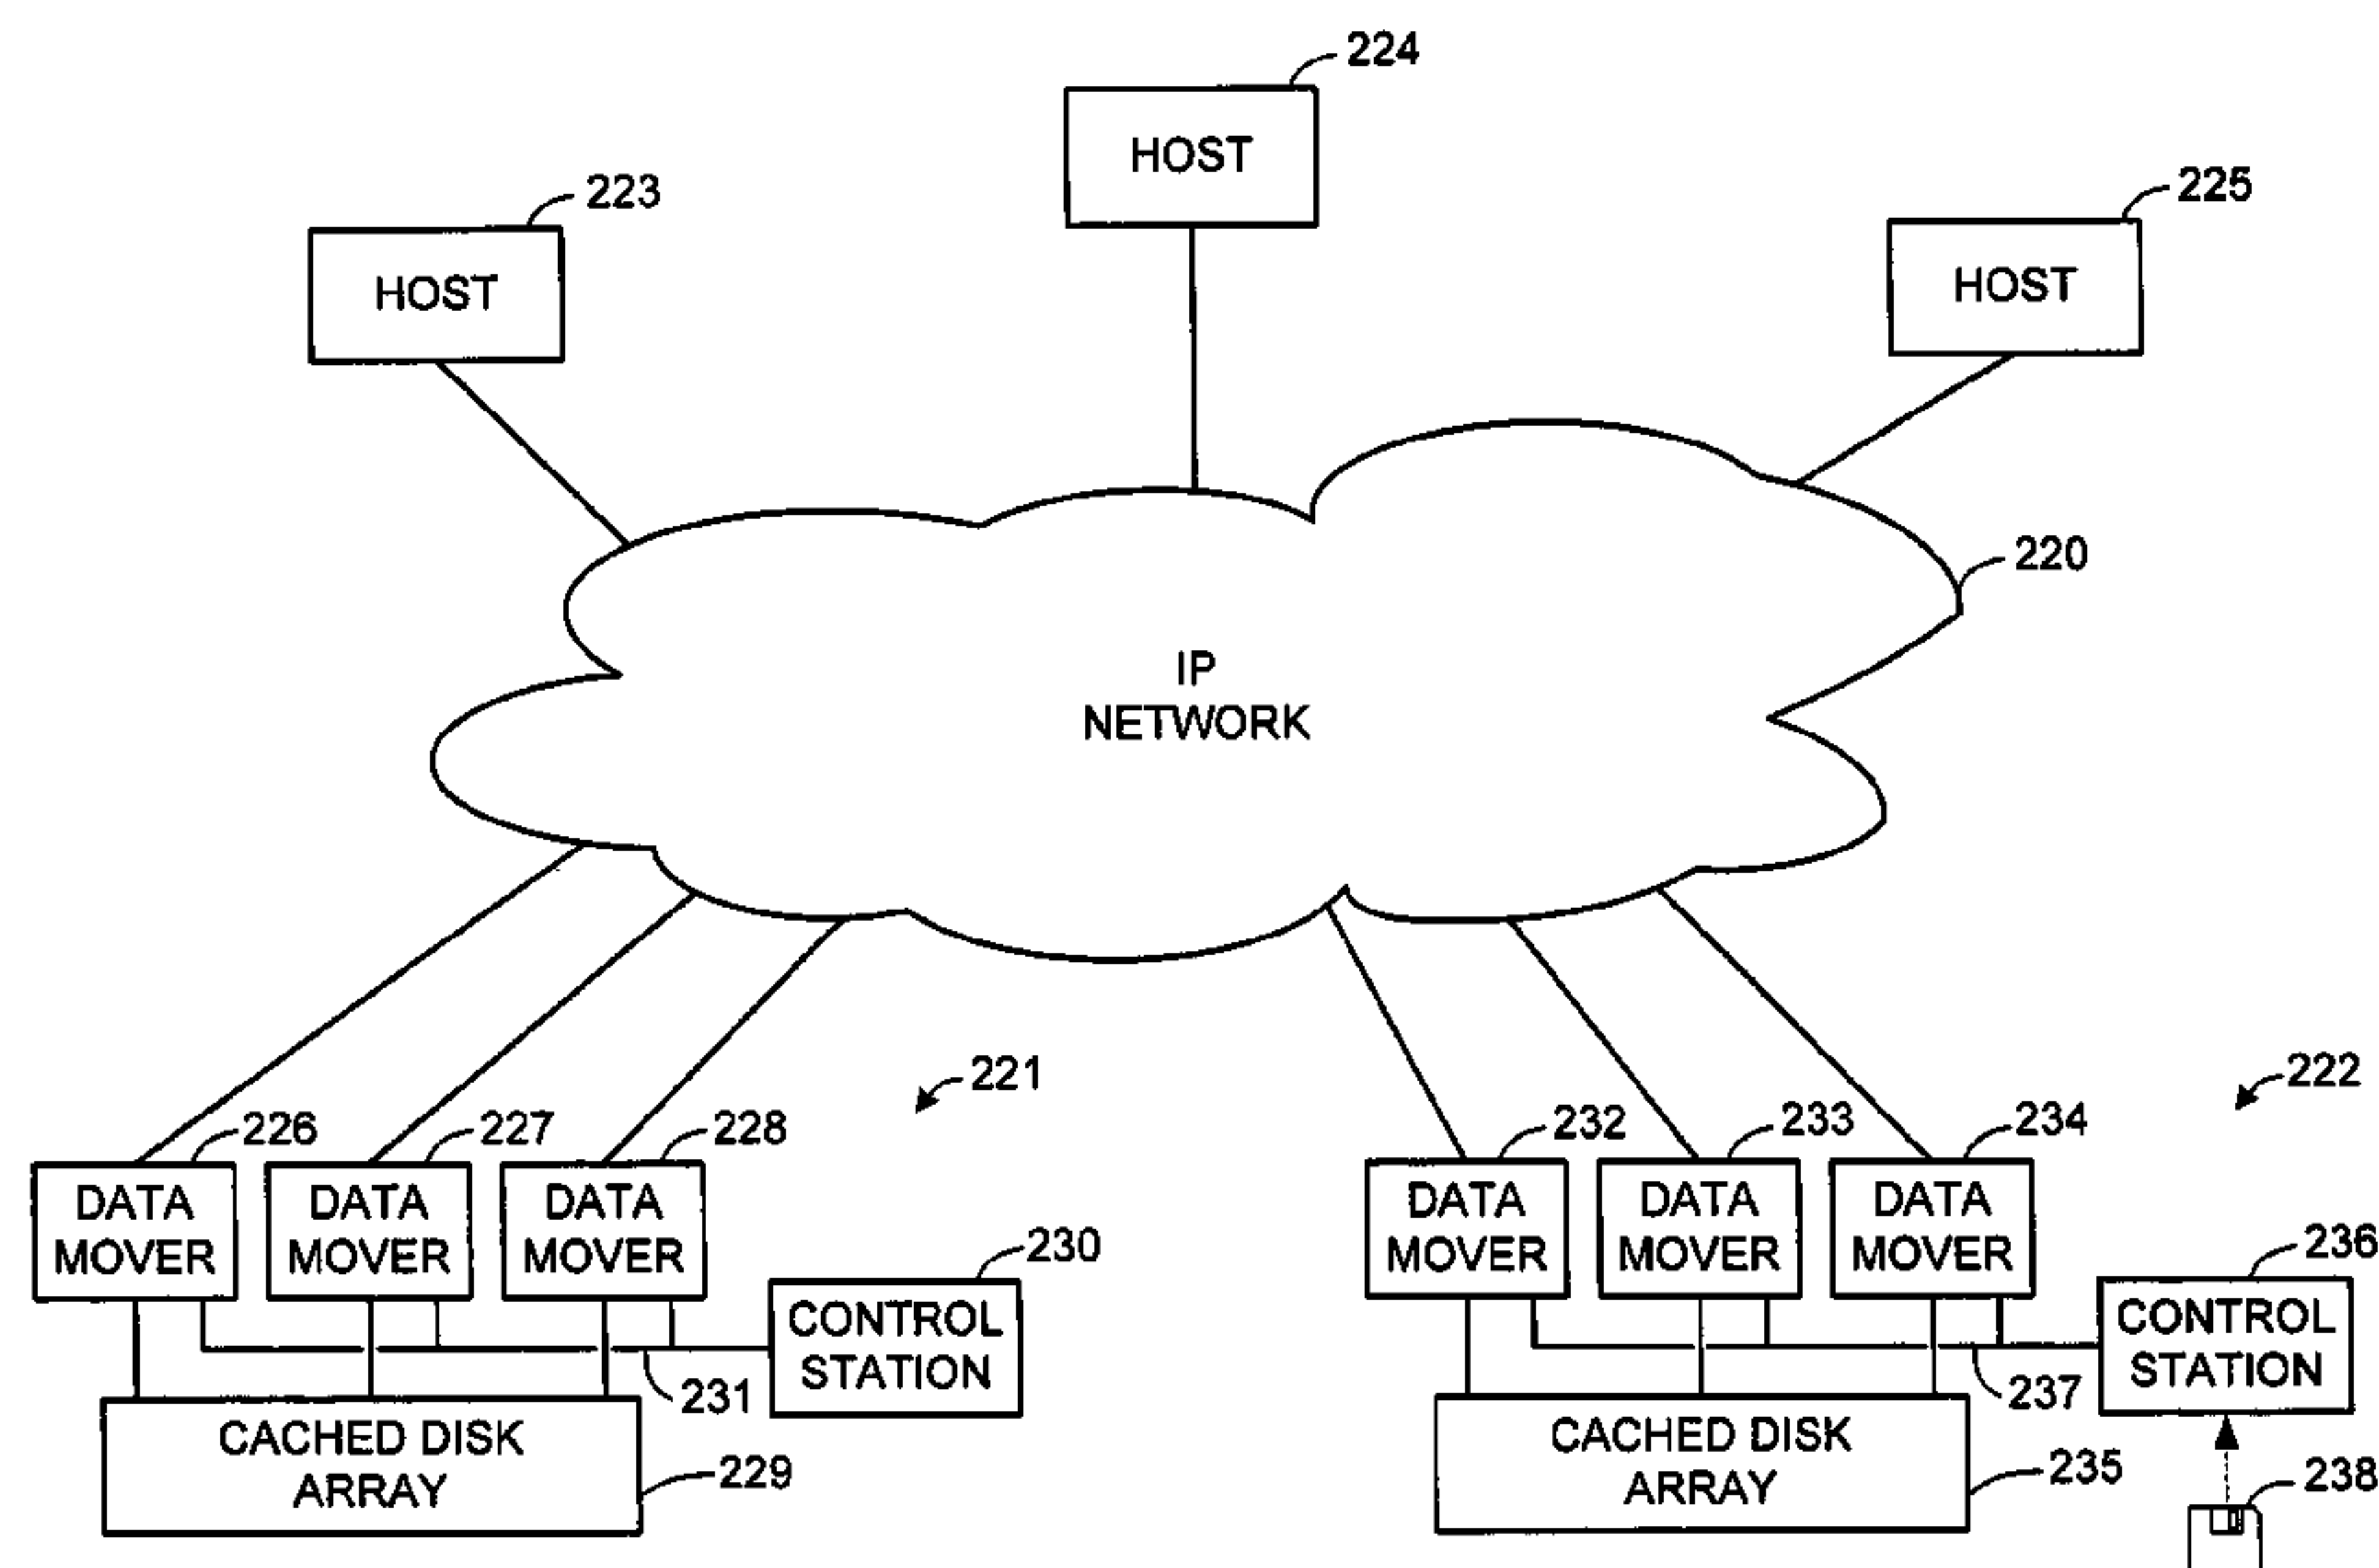 224
HOST
223
HOST
225
HOST
220
IP
NETWORK
221
222
226
227
228
232
233
234
DATA
MOVER
DATA
MOVER
DATA
MOVER
DATA
MOVER
DATA
MOVER
DATA
MOVER
230
CONTROL
STATION
236
CONTROL
STATION
231
237
CACHED DISK
ARRAY
229
CACHED DISK
ARRAY
235
238